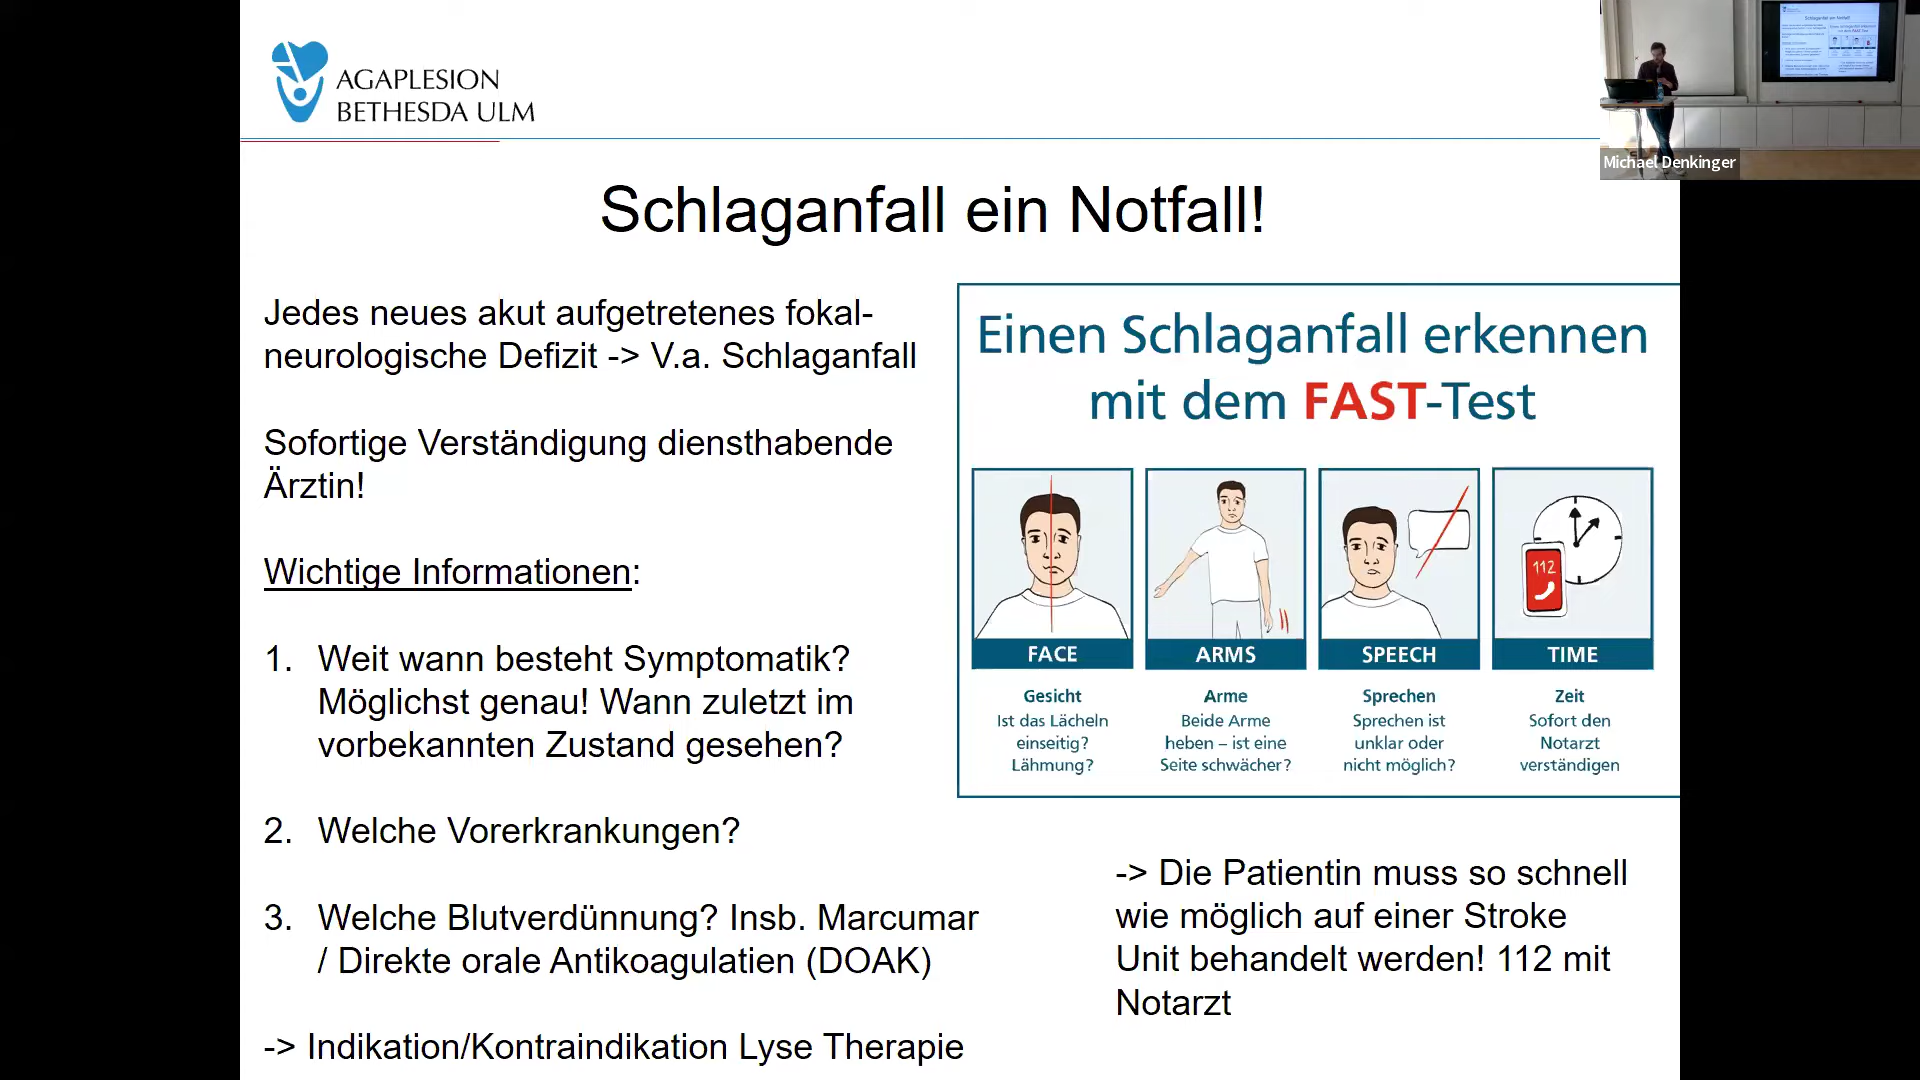 AGAPLESION
BETHESDA ULM
Michael Denkinger
Schlaganfall ein Notfall!
Jedes neues akut aufgetretenes fokal-
neurologische Defizit -> V.a. Schlaganfall
Sofortige Verständigung diensthabende
Ärztin!
Wichtige Informationen:
1. Weit wann besteht Symptomatik?
Möglichst genau! Wann zuletzt im
vorbekannten Zustand gesehen?
2. Welche Vorerkrankungen?
3. Welche Blutverdünnung? Insb. Marcumar
/ Direkte orale Antikoagulatien (DOAK)
-> Indikation/Kontraindikation Lyse Therapie
Einen Schlaganfall erkennen
mit dem FAST-Test
FACE
Gesicht
Ist das Lächeln
einseitig?
Lähmung?
ARMS
Arme
Beide Arme
heben – ist eine
Seite schwächer?
SPEECH
Sprechen
Sprechen ist
unklar oder
nicht möglich?
112
TIME
Zeit
Sofort den
Notarzt
verständigen
-> Die Patientin muss so schnell
wie möglich auf einer Stroke
Unit behandelt werden! 112 mit
Notarzt